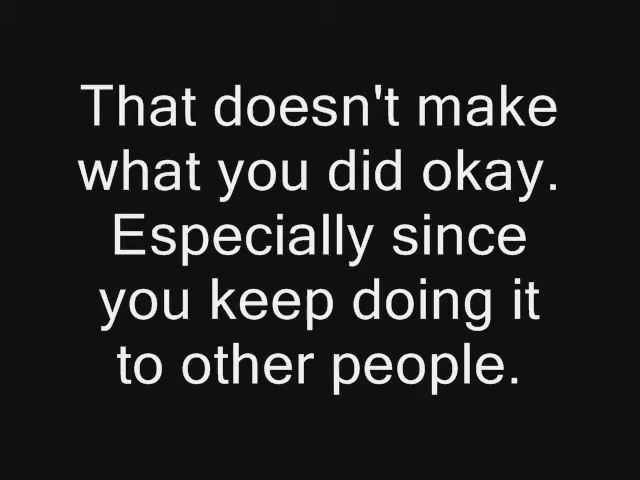 That doesn't make
what you did okay.
Especially since
you keep doing it
to other people.